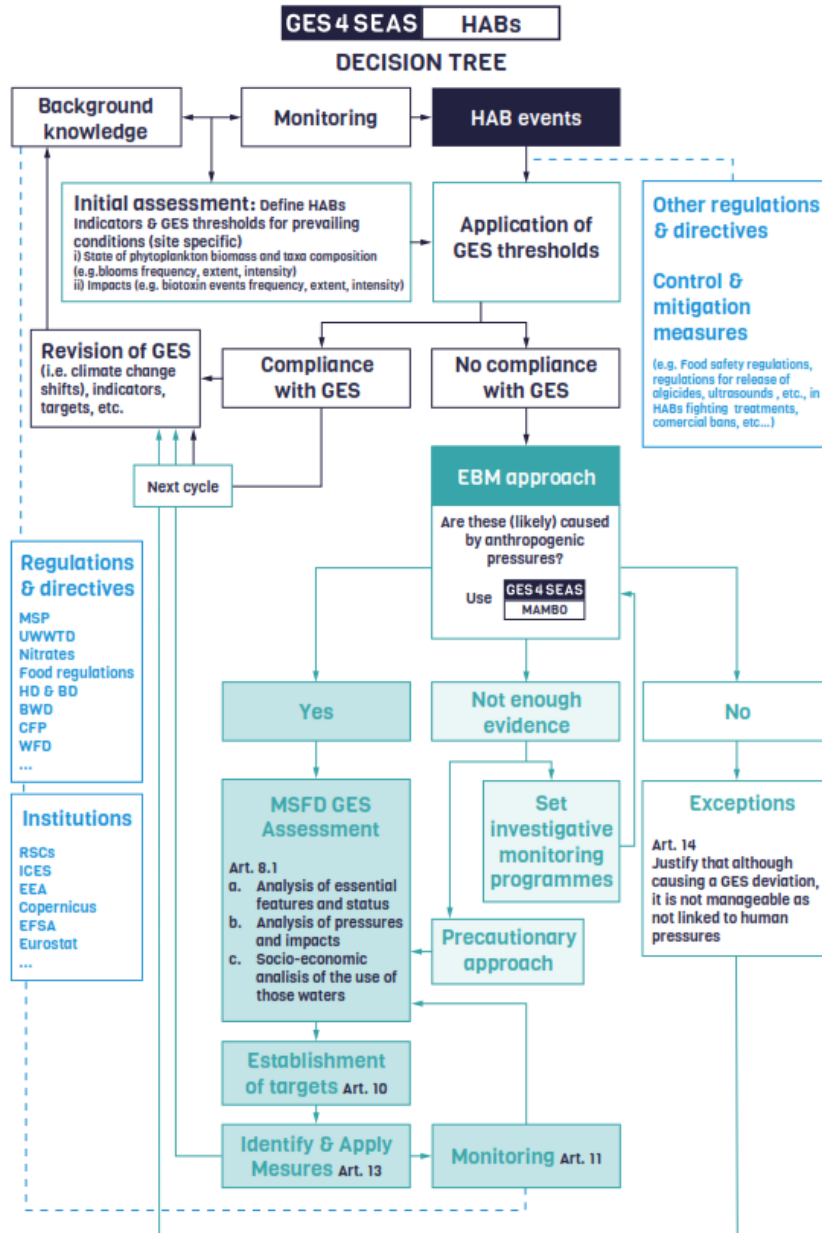 GES4SEAS HABs
DECISION TREE
Background
knowledge
Monitoring
HAB events
Initial assessment: Define HABs
Indicators & GES thresholds for prevailing
conditions (site specific)
i) State of phytoplankton biomass and taxa composition
(e.g.blooms frequency, extent, intensity)
ii) Impacts (e.g. biotoxin events frequency, extent, intensity)
Application of
GES thresholds
Other regulations
& directives
Control &
mitigation
measures
(e.g. Food safety regulations,
regulations for release of
algicides, ultrasounds , etc., in
HABs fighting treatments,
comercial bans, etc...)
Revision of GES
(i.e. climate change
shifts), indicators,
targets, etc.
Compliance
with GES
No compliance
with GES
Next cycle
EBM approach
Are these (likely) caused
by anthropogenic
pressures?
Use GES4SEAS
MAMBO
Regulations
& directives
MSP
UWWTD
Nitrates
Food regulations
HD & BD
BWD
CFP
WFD
...
Yes
Not enough
evidence
No
Institutions
RSCs
ICES
EEA
Copernicus
EFSA
Eurostat
...
MSFD GES
Assessment
Art. 8.1
a. Analysis of essential
features and status
b. Analysis of pressures
and impacts
c. Socio-economic
analisis of the use of
those waters
Set
investigative
monitoring
programmes
Precautionary
approach
Exceptions
Art. 14
Justify that although
causing a GES deviation,
it is not manageable as
not linked to human
pressures
Establishment
of targets Art. 10
Identify & Apply
Mesures Art. 13
Monitoring Art. 11